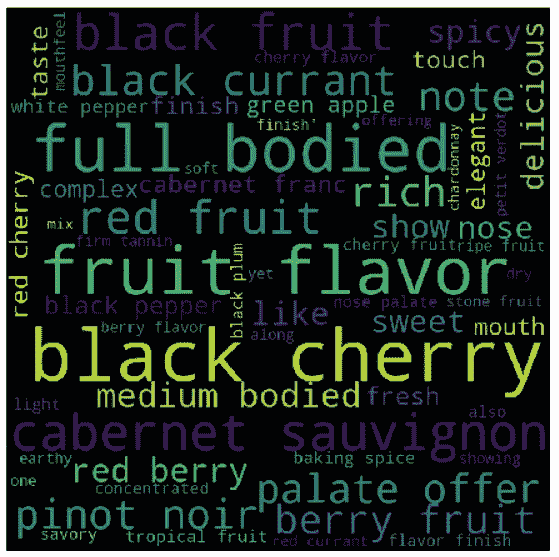 black fruit
spicy
taste
mouthfeel
cherry flavor
touch
delicious
black currant
note
white pepper
finish
green apple
finish'
offering
elegant
chardonnay
petit verdot
full bodied
soft
complex
cabernet franc
rich
red cherry
mix
red fruit
show
nose
firm tannin
cherry fruit
ripe fruit
fruit flavor
black plum
yet
dry
black pepper
like
nose palate
stone fruit
berry flavor
along
sweet
mouth
black cherry
medium bodied
fresh
light
also
cabernet sauvignon
earthy
red berry
baking spice
showing
one
concentrated
palate offer
pinot noir
berry fruit
savory
tropical fruit
red currant
flavor finish